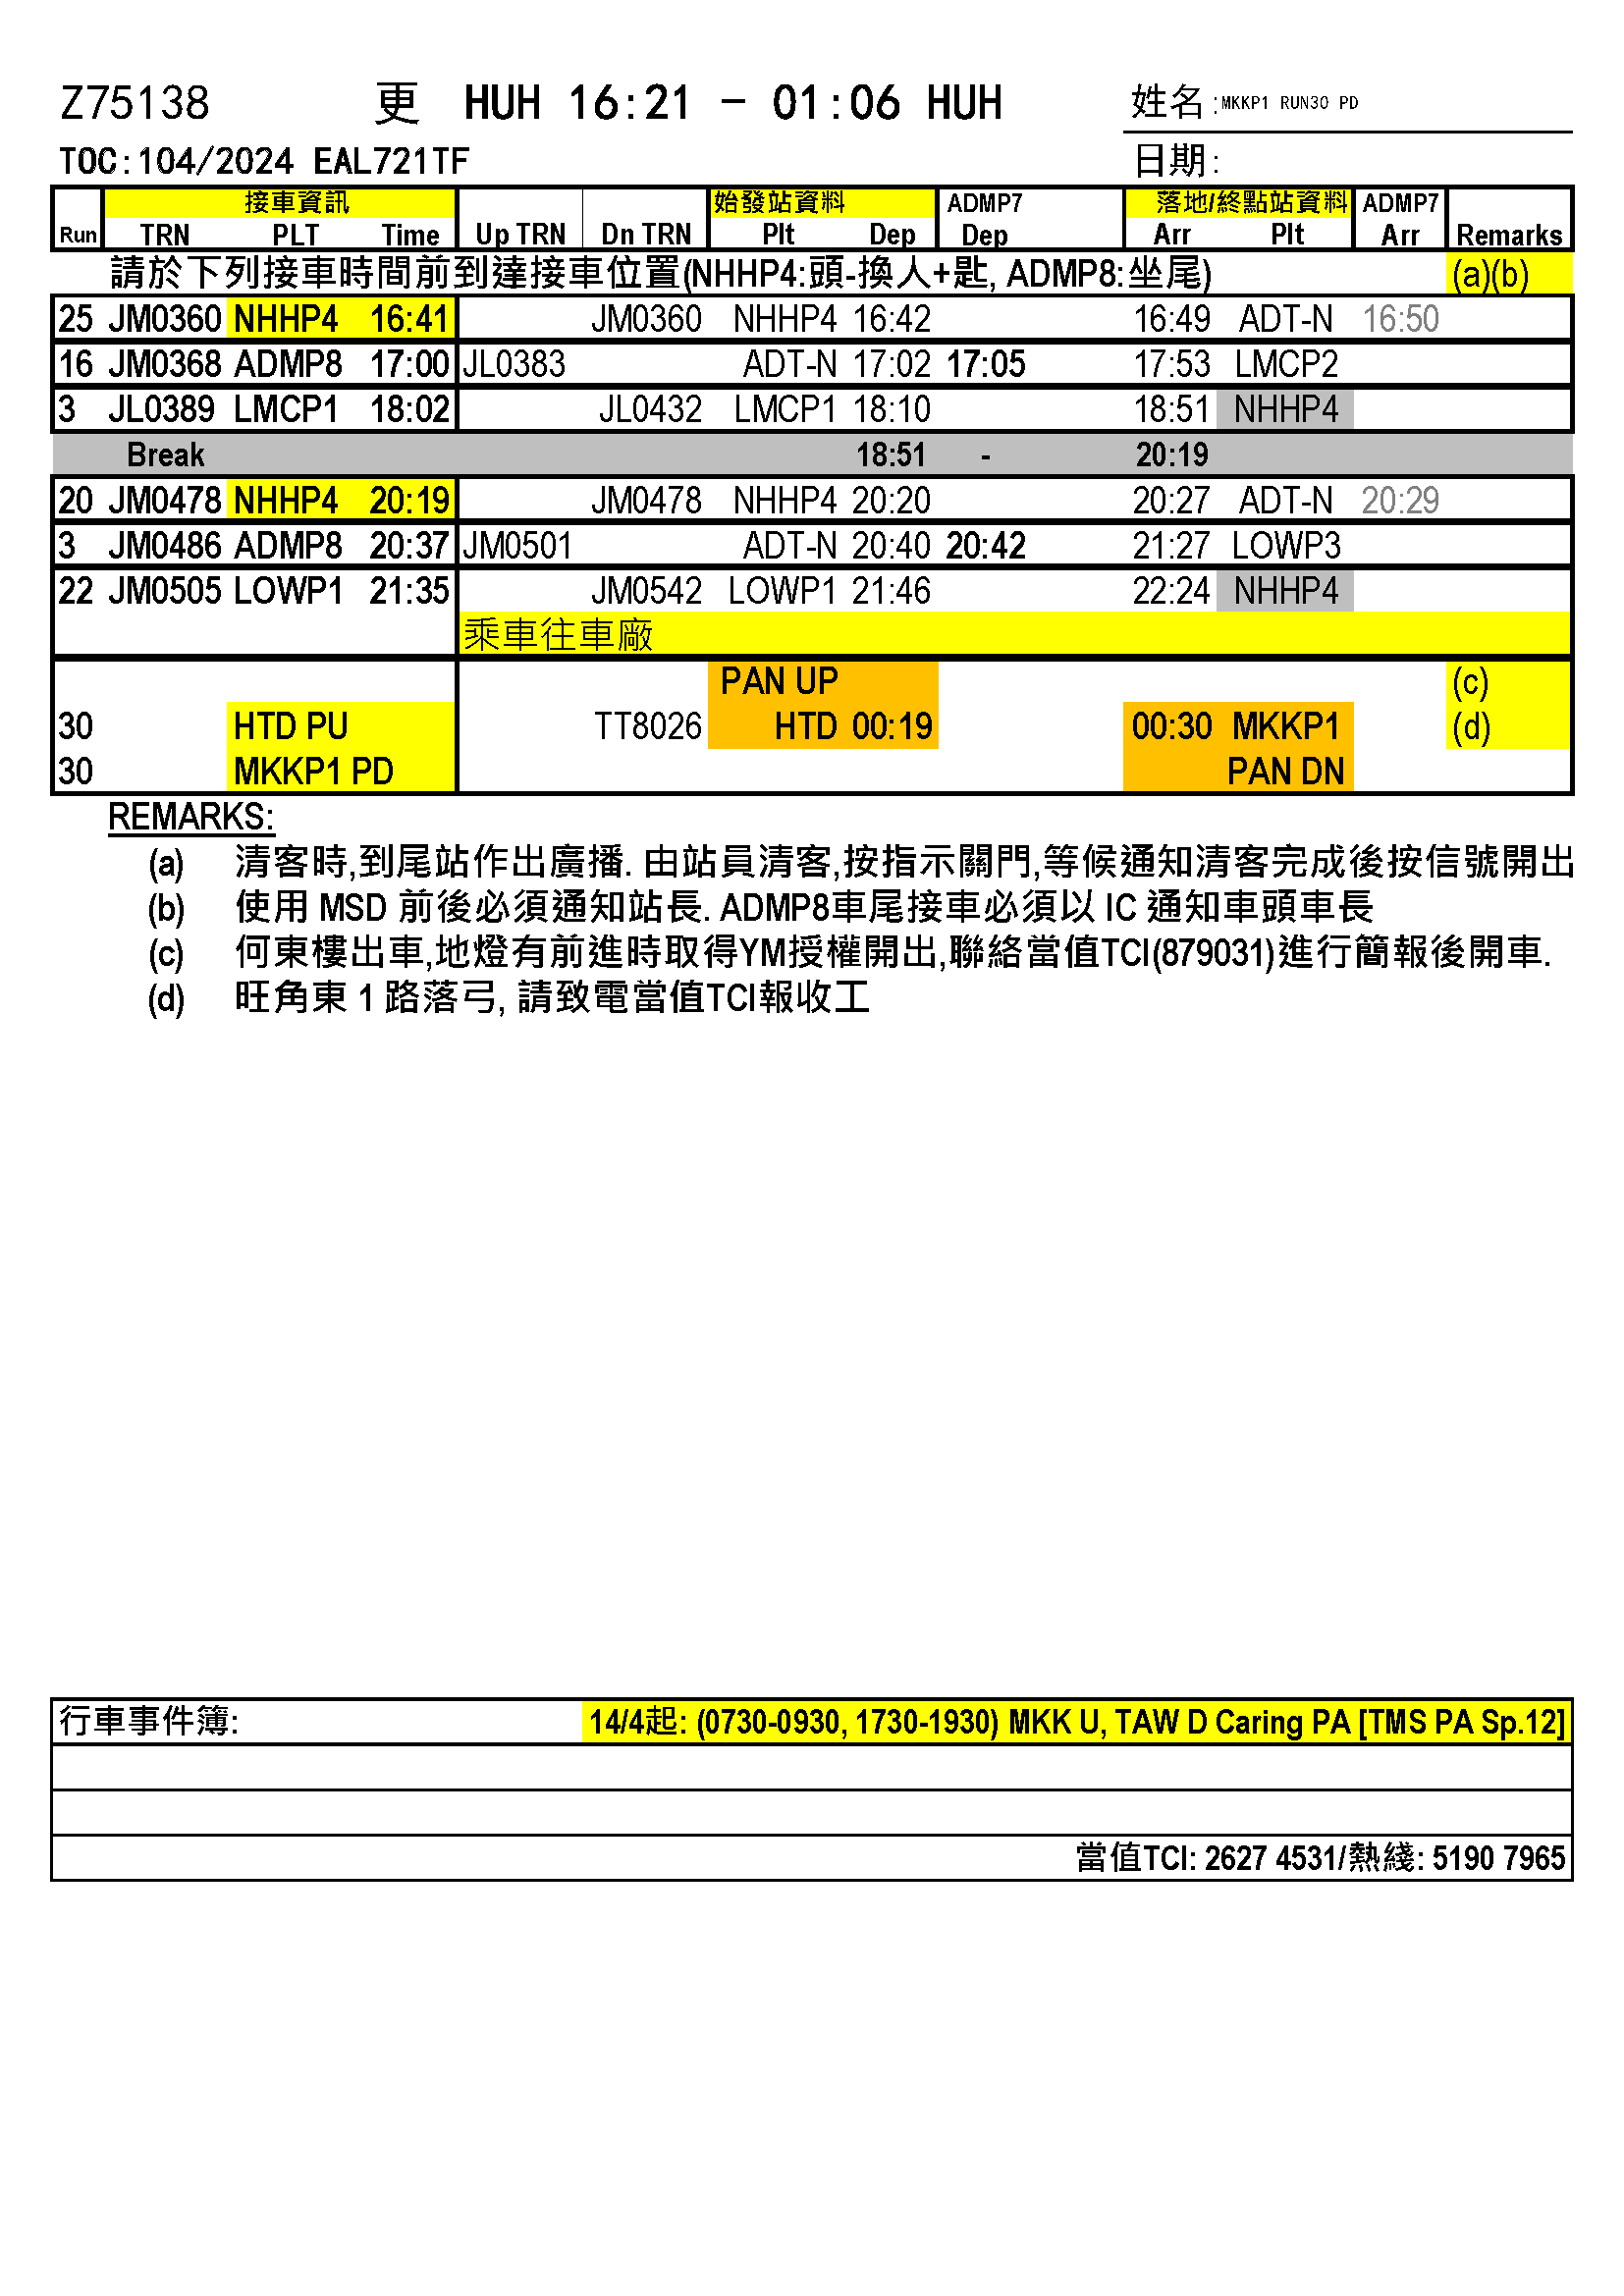 Z75138 更 HUH 16:21 - 01:06 HUH 姓名:MKKP1 RUN30 PD
TOC:104/2024 EAL721TF 日期:
接車資訊 始發站資料 ADMP7 落地/終點站資料 ADMP7
Run TRN PLT Time Up TRN Dn TRN Plt Dep Dep Arr Plt Arr Remarks
請於下列接車時間前到達接車位置(NHHP4:頭-換人+匙, ADMP8:坐尾) (a)(b)
25 JM0360 NHHP4 16:41 JM0360 NHHP4 16:42 16:49 ADT-N 16:50
16 JM0368 ADMP8 17:00 JL0383 ADT-N 17:02 17:05 17:53 LMCP2
3 JL0389 LMCP1 18:02 JL0432 LMCP1 18:10 18:51 NHHP4
Break 18:51 - 20:19
20 JM0478 NHHP4 20:19 JM0478 NHHP4 20:20 20:27 ADT-N 20:29
3 JM0486 ADMP8 20:37 JM0501 ADT-N 20:40 20:42 21:27 LOWP3
22 JM0505 LOWP1 21:35 JM0542 LOWP1 21:46 22:24 NHHP4
乘車往車廠
PAN UP (c)
30 HTD PU TT8026 HTD 00:19 00:30 MKKP1 (d)
30 MKKP1 PD PAN DN
REMARKS:
(a) 清客時,到尾站作出廣播. 由站員清客,按指示關門,等候通知清客完成後按信號開出
(b) 使用 MSD 前後必須通知站長. ADMP8車尾接車必須以 IC 通知車頭車長
(c) 何東樓出車,地燈有前進時取得YM授權開出,聯絡當值TCI(879031)進行簡報後開車.
(d) 旺角東 1 路落弓, 請致電當值TCI報收工
行車事件簿: 14/4起: (0730-0930, 1730-1930) MKK U, TAW D Caring PA [TMS PA Sp.12]
當值TCI: 2627 4531/熱綫: 5190 7965